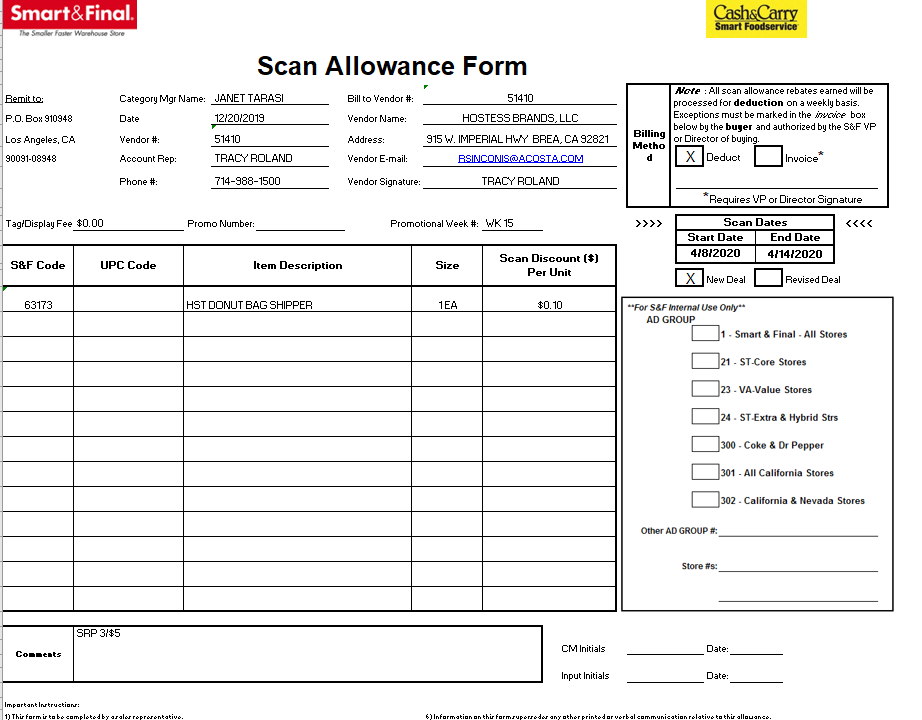 Smart&Final.
The Smaller Faster Warehouse Store
Cash&Carry
Smart Foodservice
Scan Allowance Form
Remit to:
P.O. Box 910948
Los Angeles, CA
90091-08948
Category Mgr Name: JANET TARASI
Date 12/20/2019
Vendor #: 51410
Account Rep: TRACY ROLAND
Phone #: 714-988-1500
Bill to Vendor #: 51410
Vendor Name: HOSTESS BRANDS, LLC
Address: 915 W. IMPERIAL HWY BREA, CA 92821
Vendor E-mail: RSINCONIS@ACOSTA.COM
Vendor Signature: TRACY ROLAND
Billing
Metho
d
Note : All scan allowance rebates earned will be
processed for deduction on a weekly basis.
Exceptions must be marked in the invoice box
below by the buyer and authorized by the S&F VP
or Director of buying.
X Deduct Invoice*
*Requires VP or Director Signature
Tag/Display Fee $0.00 Promo Number: Promotional Week #: WK 15
>>>> Scan Dates <<<<
Start Date End Date
4/8/2020 4/14/2020
X New Deal Revised Deal
S&F Code UPC Code Item Description Size Scan Discount ($)
Per Unit
63173 HST DONUT BAG SHIPPER 1 EA $0.10
**For S&F Internal Use Only**
AD GROUP
1 - Smart & Final - All Stores
21 - ST-Core Stores
23 - VA-Value Stores
24 - ST-Extra & Hybrid Strs
300 - Coke & Dr Pepper
301 - All California Stores
302 - California & Nevada Stores
Other AD GROUP #:
Store #s:
Comments SRP 3/$5
CM Initials Date:
Input Initials Date:
Important Instructions:
1) This form is to be completed by a sales representative.
6) Information on this form supersedes any other printed or verbal communication relative to this allowance.